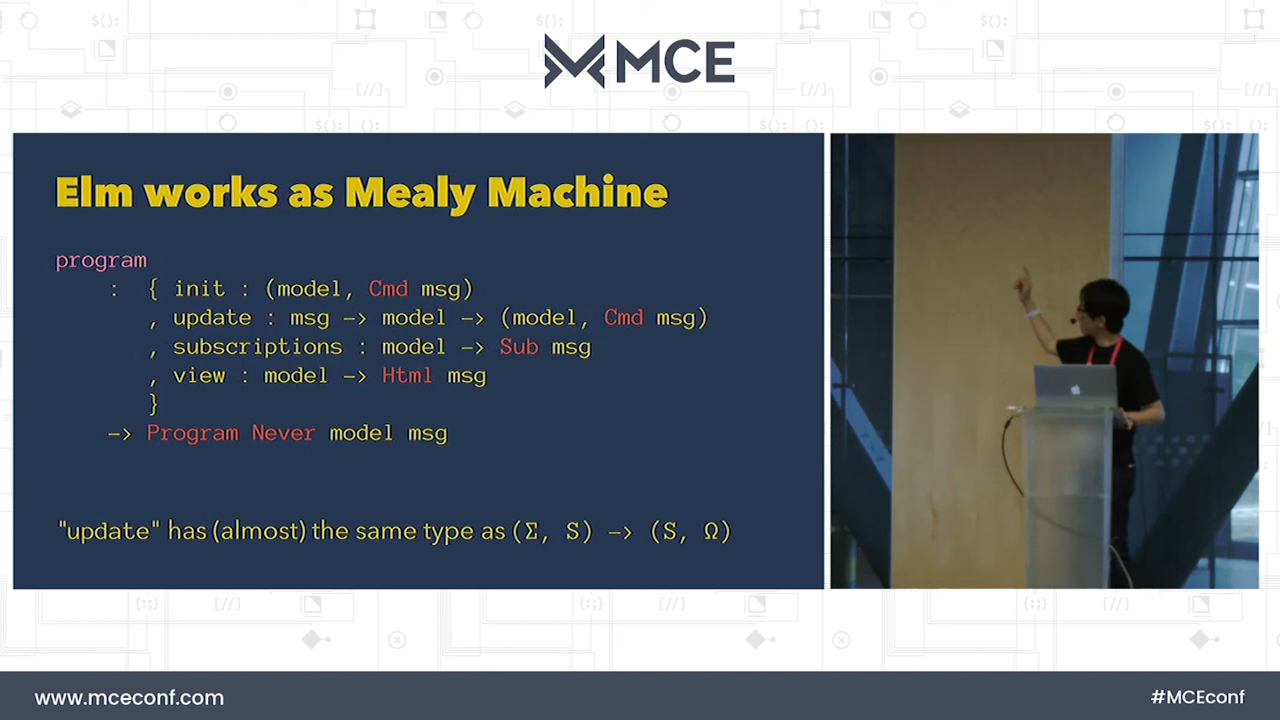 MCE
Elm works as Mealy Machine
program
: { init : (model, Cmd msg)
, update : msg -> model -> (model, Cmd msg)
, subscriptions : model -> Sub msg
, view : model -> Html msg
}
-> Program Never model msg
"update" has (almost) the same type as (Σ, S) -> (S, Ω)
www.mceconf.com
#MCEconf